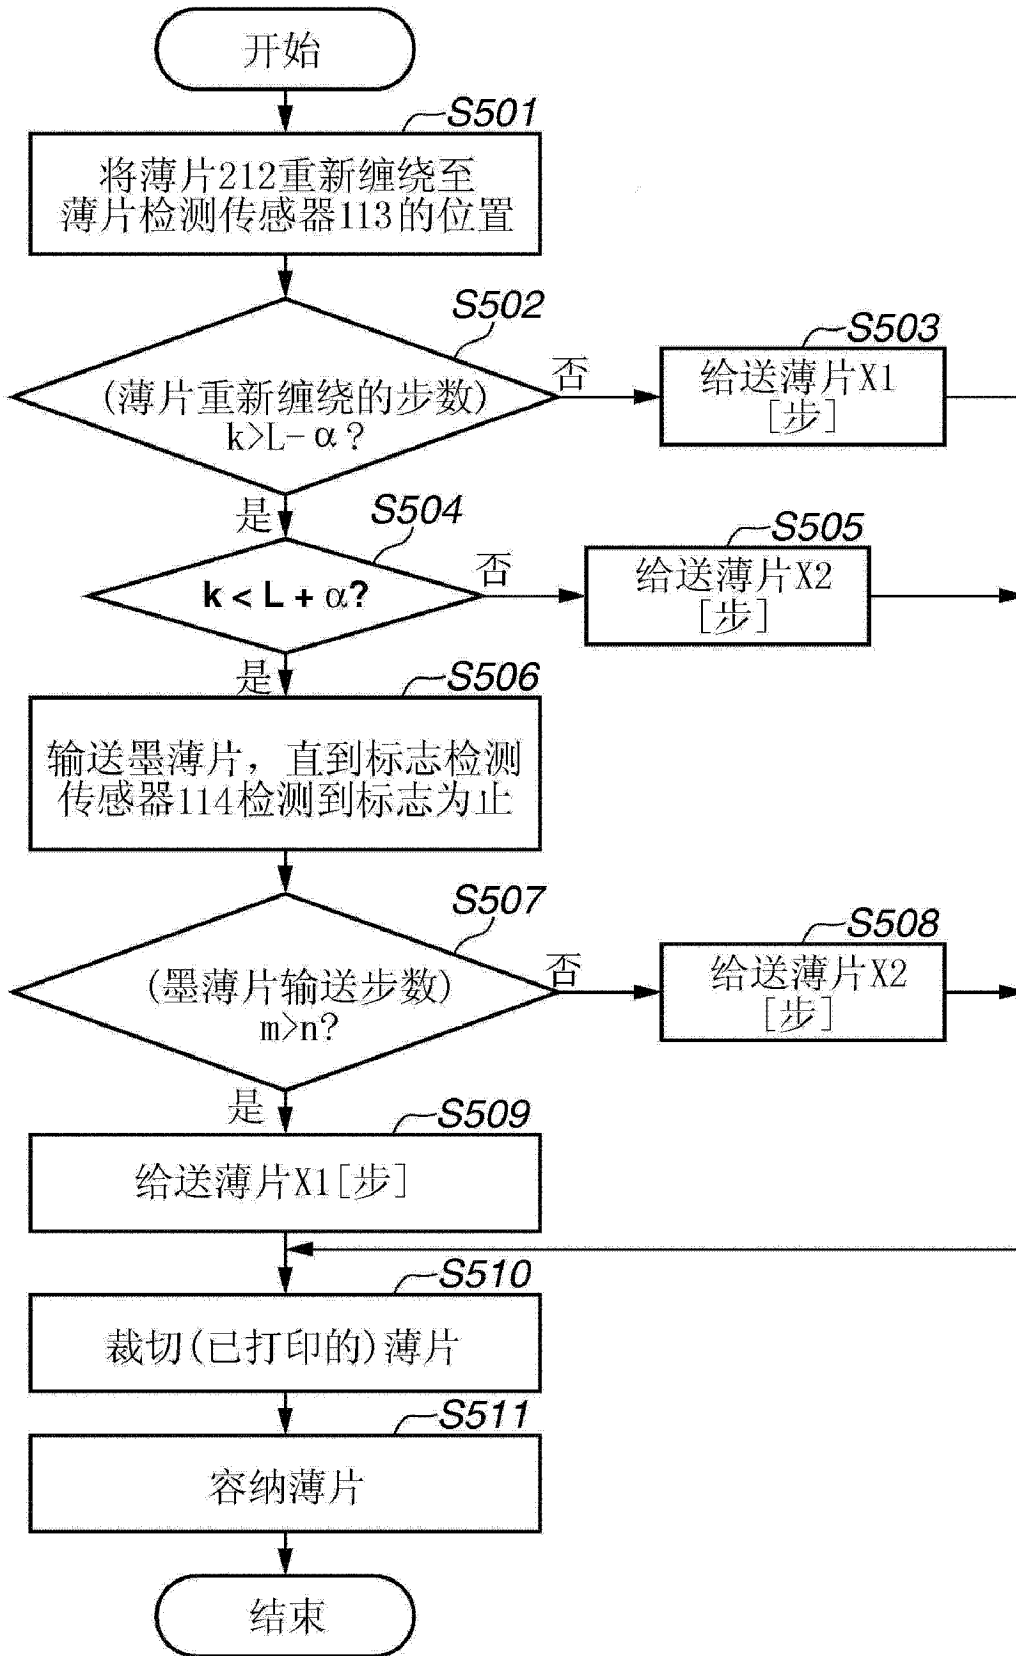 开始
S501
将薄片212重新缠绕至
薄片检测传感器113的位置
S502
(薄片重新缠绕的步数)
k>L-α?
否
S503
给送薄片X1
[步]
是
S504
k < L + α?
否
S505
给送薄片X2
[步]
是
S506
输送墨薄片，直到标志检测
传感器114检测到标志为止
S507
(墨薄片输送步数)
m>n?
否
S508
给送薄片X2
[步]
是
S509
给送薄片X1[步]
S510
裁切(已打印的)薄片
S511
容纳薄片
结束